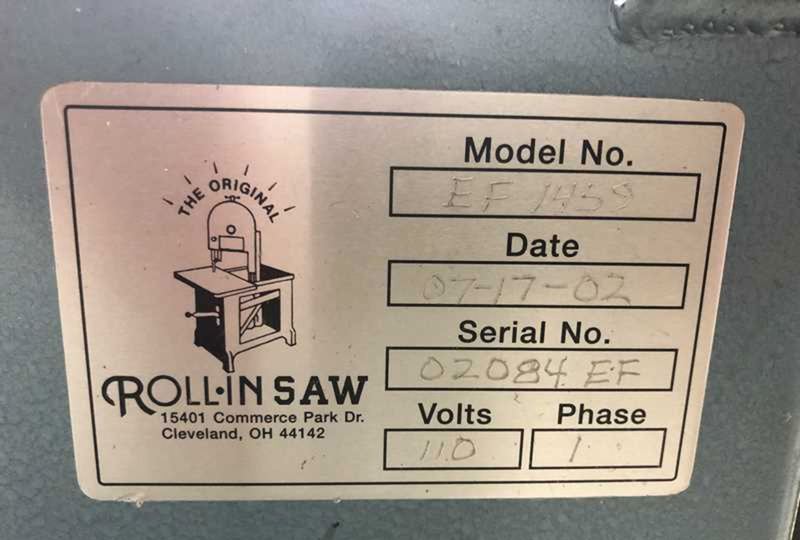 THE ORIGINAL
ROLL-IN SAW
15401 Commerce Park Dr.
Cleveland, OH 44142
Model No.
EF 1459
Date
07-17-02
Serial No.
02084 EF
Volts
110
Phase
1